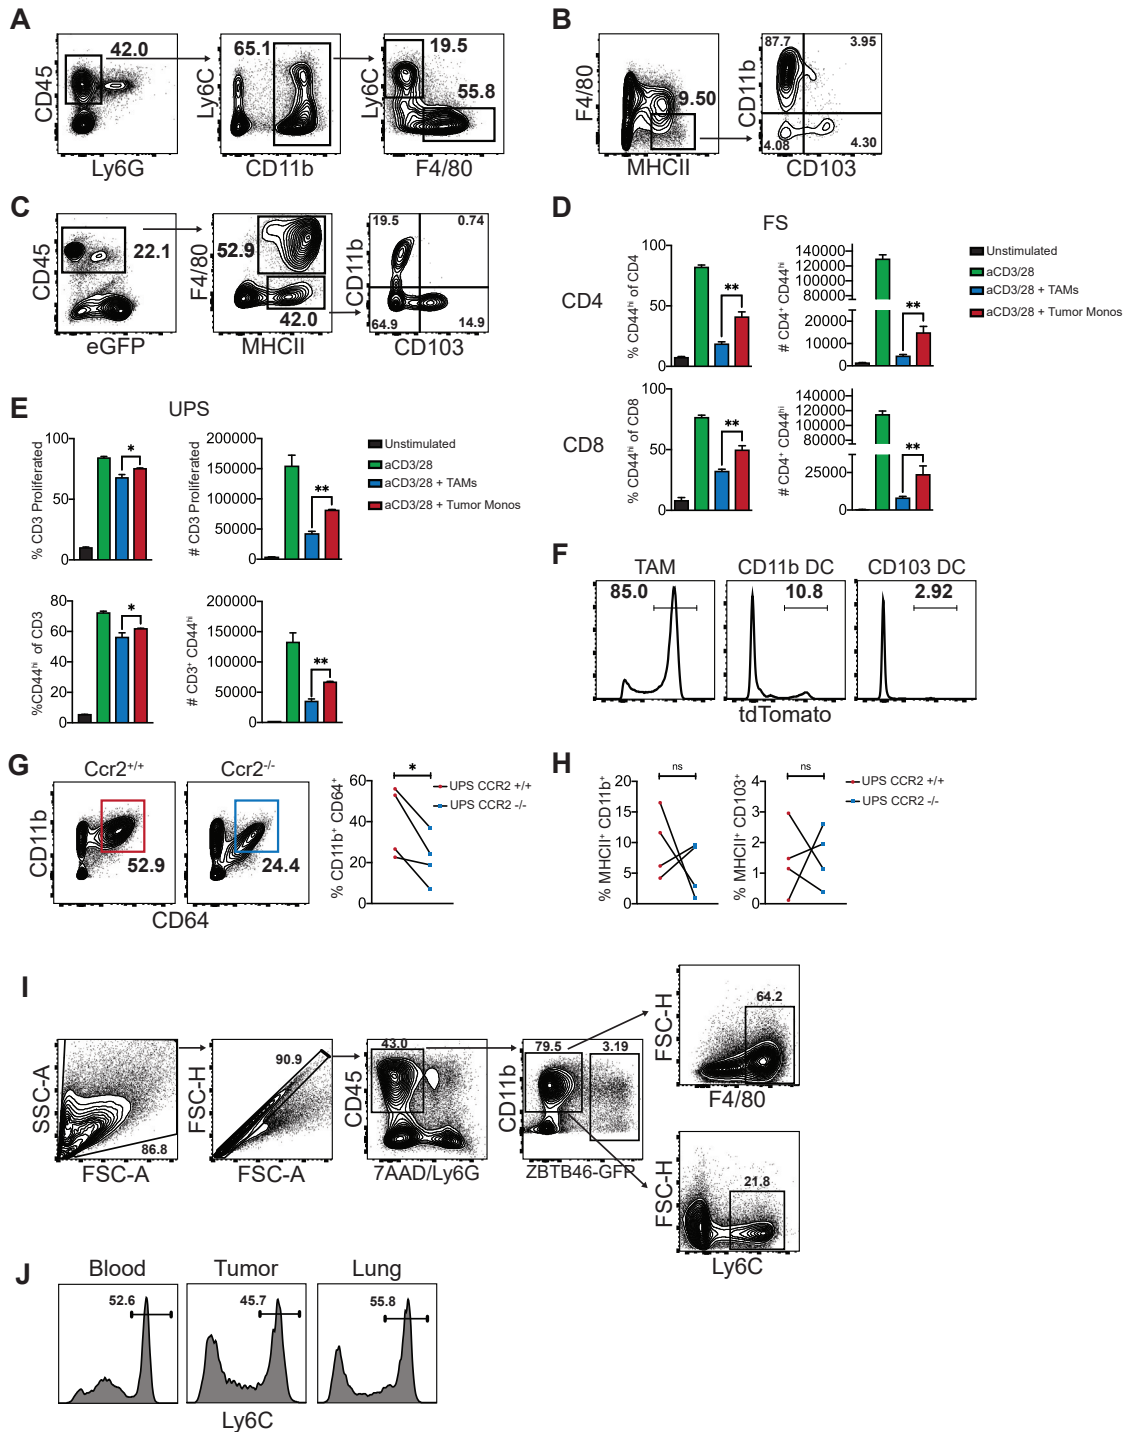 A
42.0
CD45
Ly6G
65.1
Ly6C
CD11b
19.5
55.8
Ly6C
F4/80
B
9.50
F4/80
MHCII
87.7
3.95
4.08
4.30
CD11b
CD103
C
22.1
CD45
eGFP
52.9
42.0
F4/80
MHCII
19.5
0.74
64.9
14.9
CD11b
CD103
D
FS
CD4
% CD44hi of CD4
100
50
0
**
# CD4+ CD44hi
140000
120000
100000
80000
20000
10000
0
**
Unstimulated
aCD3/28
aCD3/28 + TAMs
aCD3/28 + Tumor Monos
CD8
% CD44hi of CD8
100
50
0
**
# CD4+ CD44hi
140000
120000
100000
80000
25000
0
**
E
UPS
% CD3 Proliferated
100
50
0
*
# CD3 Proliferated
200000
150000
100000
50000
0
**
Unstimulated
aCD3/28
aCD3/28 + TAMs
aCD3/28 + Tumor Monos
%CD44hi of CD3
80
60
40
20
0
*
# CD3+ CD44hi
200000
150000
100000
50000
0
**
F
TAM
CD11b DC
CD103 DC
85.0
10.8
2.92
tdTomato
G
Ccr2+/+
Ccr2-/-
52.9
24.4
CD11b
CD64
% CD11b+ CD64+
60
40
20
0
*
UPS CCR2 +/+
UPS CCR2 -/-
H
% MHCII+ CD11b+
20
15
10
5
0
ns
% MHCII+ CD103+
4
3
2
1
0
ns
UPS CCR2 +/+
UPS CCR2 -/-
I
SSC-A
FSC-A
86.8
FSC-H
FSC-A
90.9
43.0
CD45
7AAD/Ly6G
79.5
3.19
CD11b
ZBTB46-GFP
64.2
FSC-H
F4/80
21.8
FSC-H
Ly6C
J
Blood
Tumor
Lung
52.6
45.7
55.8
Ly6C